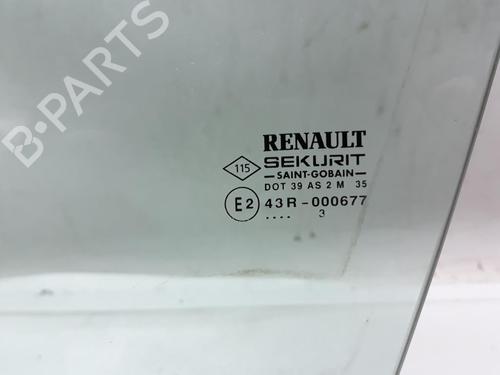 B-PARTS
RENAULT
115 SEKURIT
SAINT-GOBAIN
DOT 39 AS 2 M 35
E2 43R-000677
.... 3